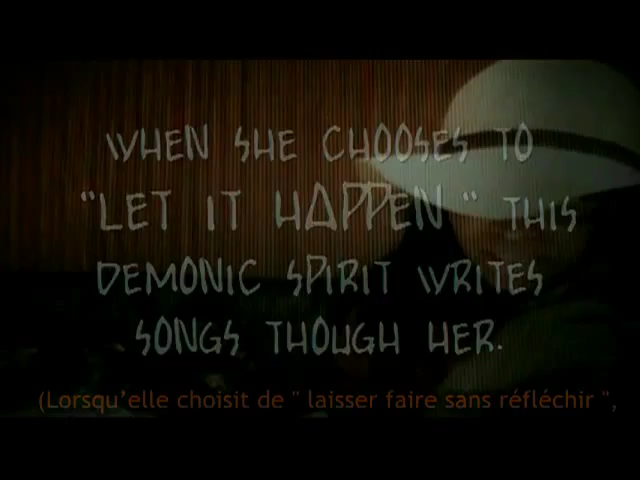 WHEN SHE CHOOSES TO
"LET IT HAPPEN" THIS
DEMONIC SPIRIT WRITES
SONGS THOUGH HER.
(Lorsqu'elle choisit de " laisser faire sans réfléchir ",